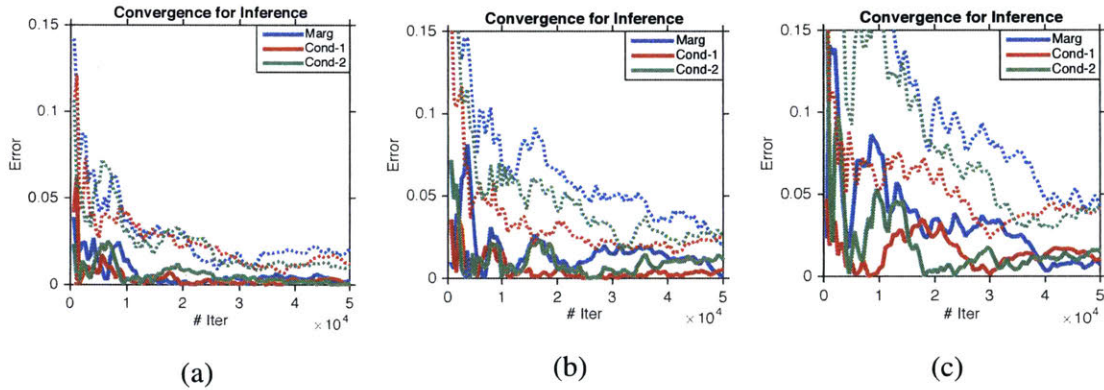 Convergence for Inference
0.15
0.1
0.05
0
Error
Marg
Cond-1
Cond-2
0 1 2 3 4 5
# Iter
× 10^4
(a)
Convergence for Inference
0.15
0.1
0.05
0
Error
Marg
Cond-1
Cond-2
0 1 2 3 4 5
# Iter
× 10^4
(b)
Convergence for Inference
0.15
0.1
0.05
0
Error
Marg
Cond-1
Cond-2
0 1 2 3 4 5
# Iter
× 10^4
(c)